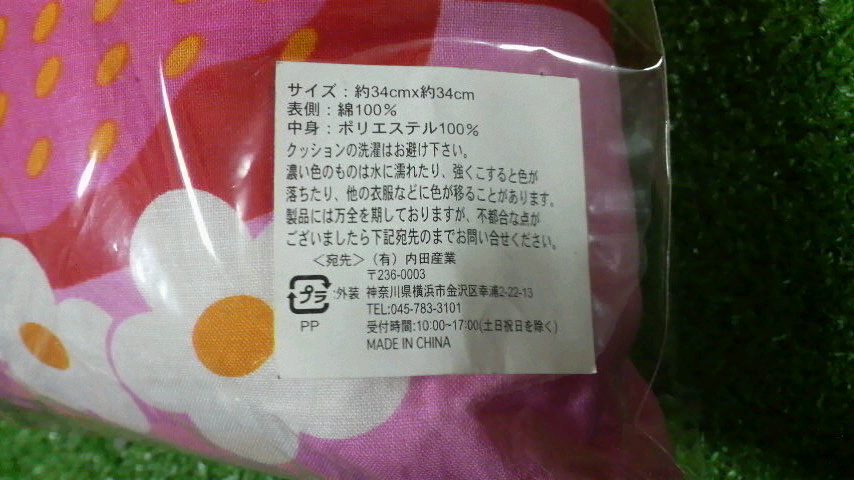 サイズ：約34cmx約34cm
表側：綿100％
中身：ポリエステル100％
クッションの洗濯はお避け下さい。
濃い色のものは水に濡れたり、強くこすると色が
落ちたり、他の衣服などに色が移ることがあります。
製品には万全を期しておりますが、不都合な点が
ございましたら下記宛先のまでお問い合せください。
＜宛先＞（有）内田産業
〒236-0003
プラ 外装 神奈川県横浜市金沢区幸浦2-22-13
TEL:045-783-3101
PP 受付時間:10:00~17:00(土日祝日を除く)
MADE IN CHINA